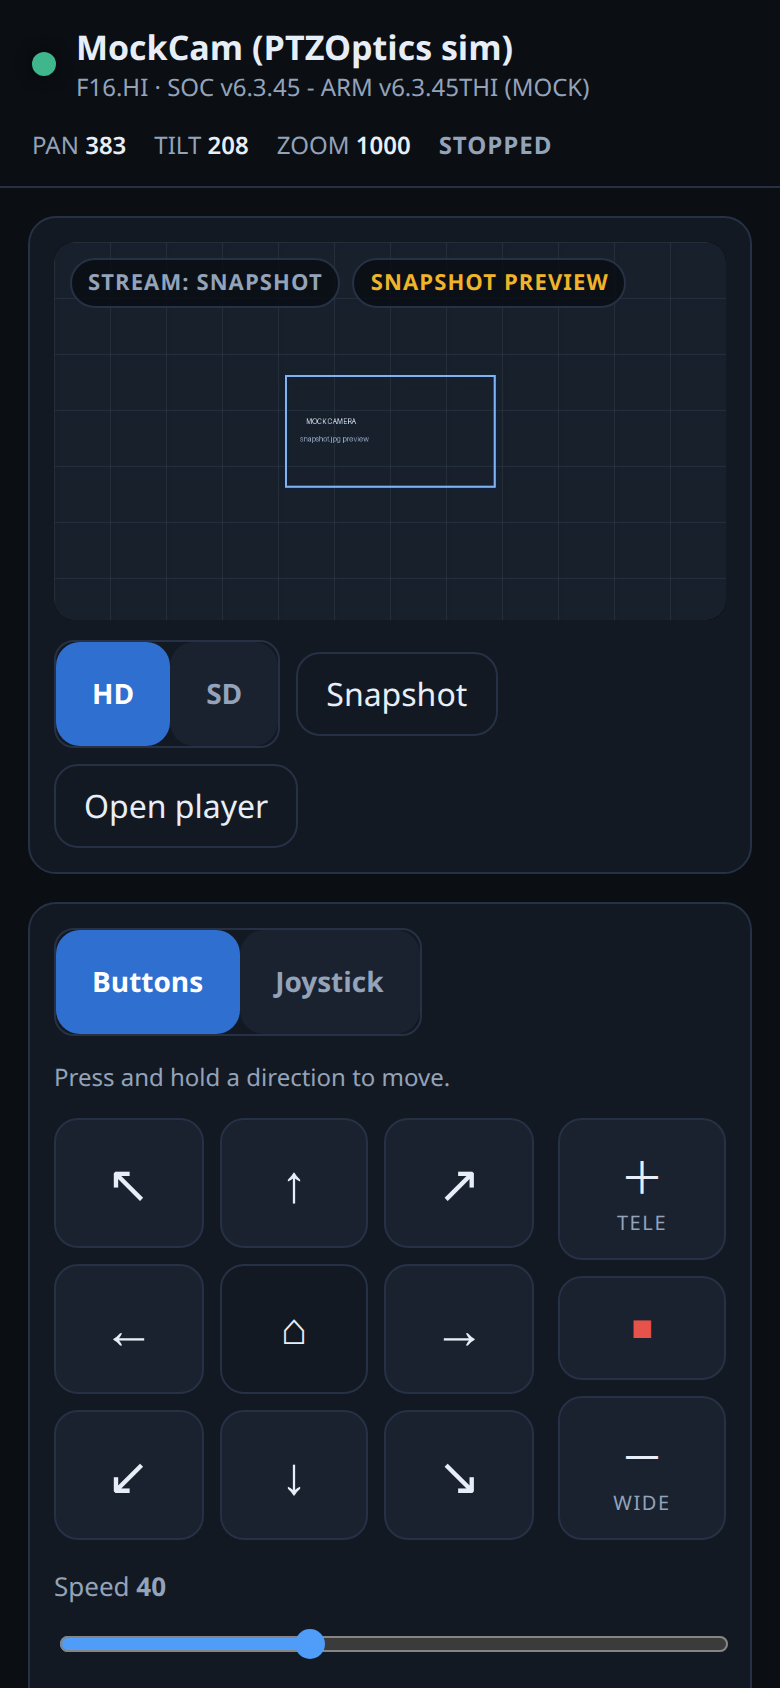 MockCam (PTZOptics sim)
F16.HI · SOC v6.3.45 - ARM v6.3.45THI (MOCK)
PAN 383 TILT 208 ZOOM 1000 STOPPED
STREAM: SNAPSHOT SNAPSHOT PREVIEW
MOCK CAMERA
snapshot.jpg preview
HD SD Snapshot
Open player
Buttons Joystick
Press and hold a direction to move.
↖ ↑ ↗ +
TELE
← ⌂ → ■
↙ ↓ ↘ −
WIDE
Speed 40